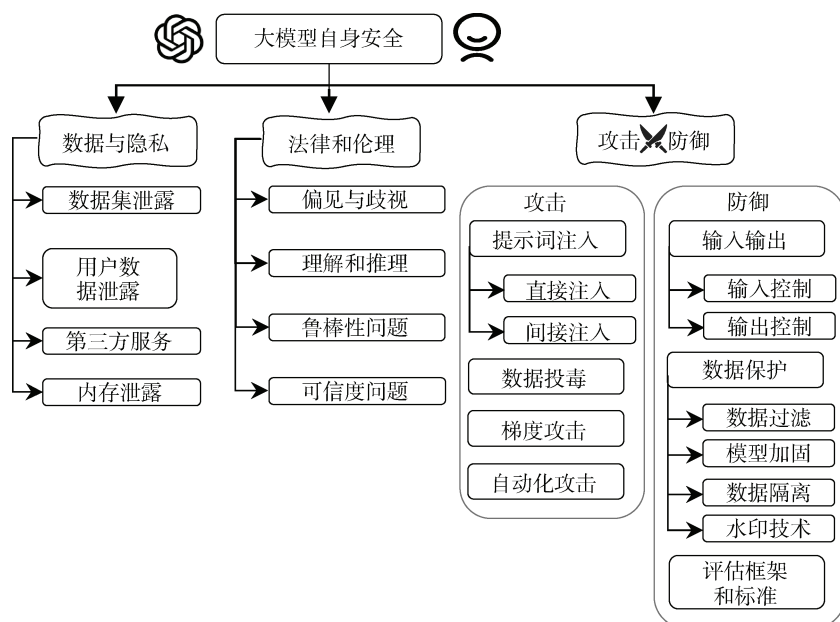 大模型自身安全
数据与隐私
数据集泄露
用户数
据泄露
第三方服务
内存泄露
法律和伦理
偏见与歧视
理解和推理
鲁棒性问题
可信度问题
攻击 防御
攻击
提示词注入
直接注入
间接注入
数据投毒
梯度攻击
自动化攻击
防御
输入输出
输入控制
输出控制
数据保护
数据过滤
模型加固
数据隔离
水印技术
评估框架
和标准